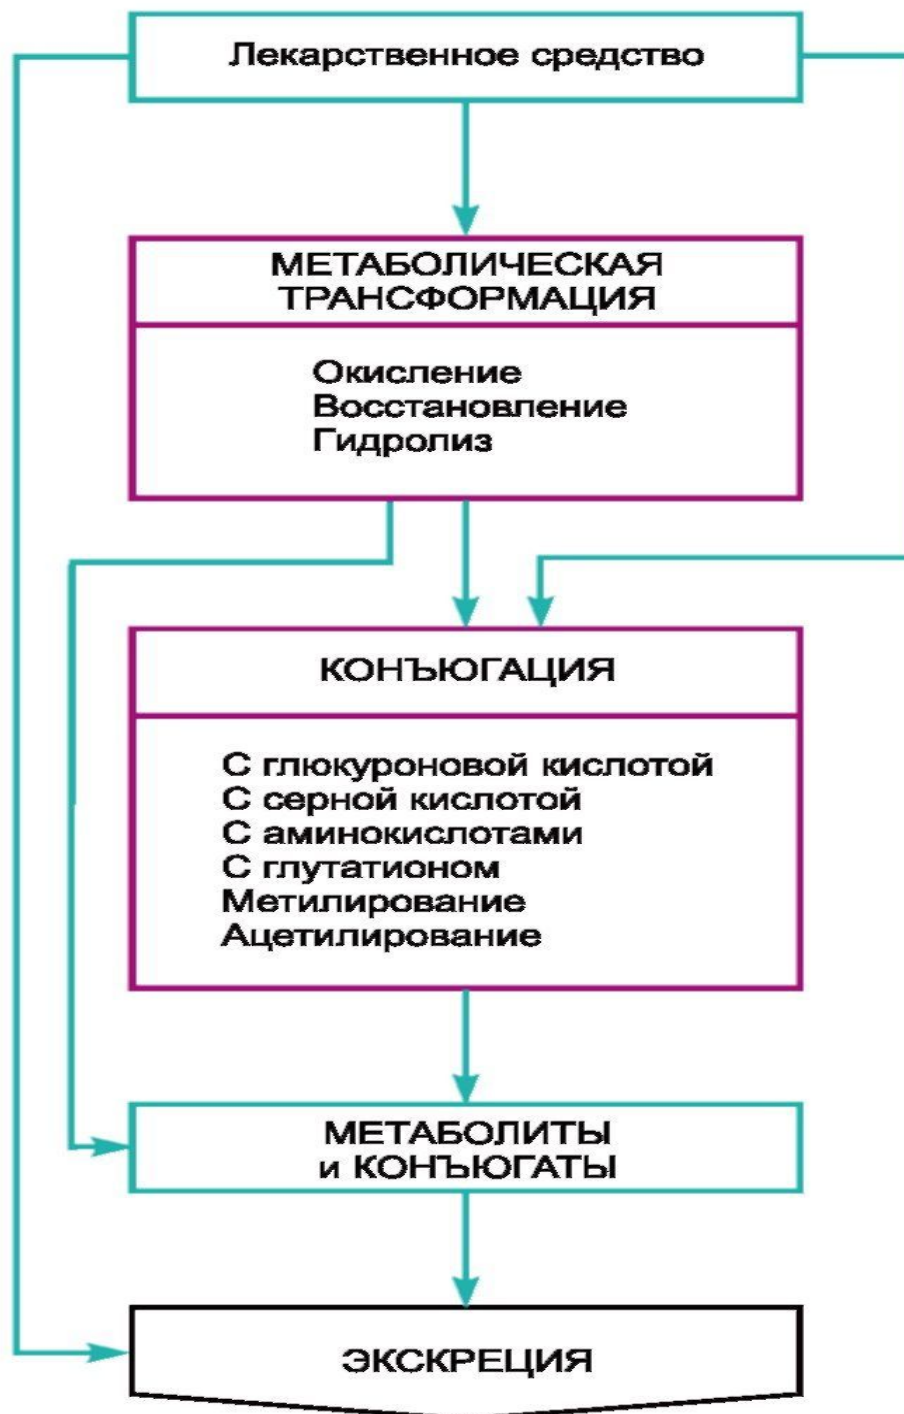 Лекарственное средство
МЕТАБОЛИЧЕСКАЯ
ТРАНСФОРМАЦИЯ
Окисление
Восстановление
Гидролиз
КОНЪЮГАЦИЯ
С глюкуроновой кислотой
С серной кислотой
С аминокислотами
С глутатионом
Метилирование
Ацетилирование
МЕТАБОЛИТЫ
и КОНЪЮГАТЫ
ЭКСКРЕЦИЯ